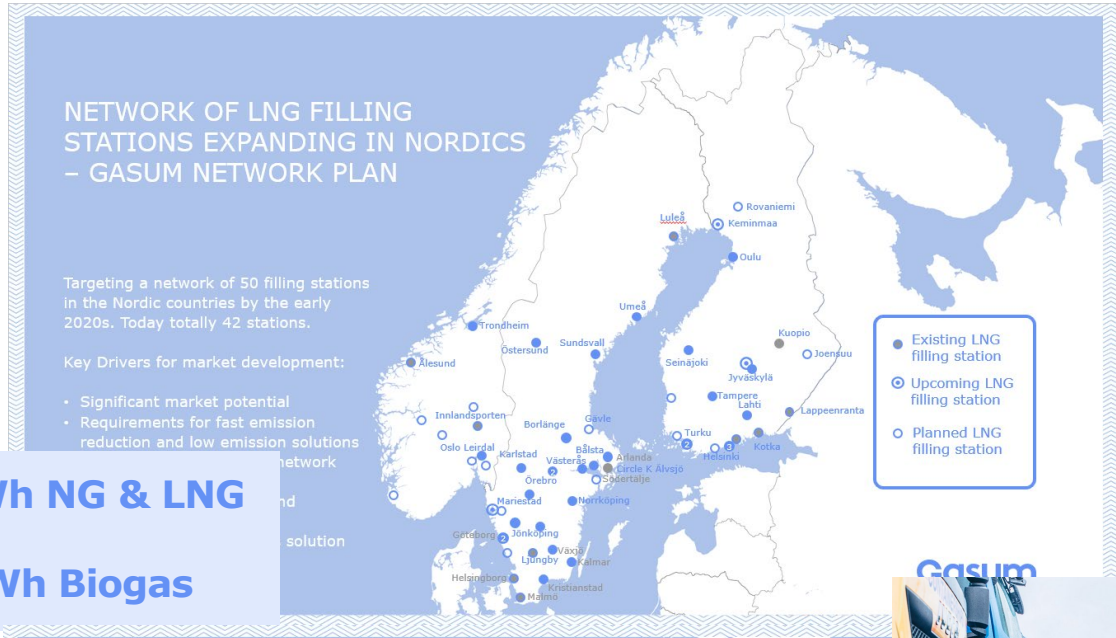 NETWORK OF LNG FILLING
STATIONS EXPANDING IN NORDICS
– GASUM NETWORK PLAN
Targeting a network of 50 filling stations
in the Nordic countries by the early
2020s. Today totally 42 stations.
Key Drivers for market development:
• Significant market potential
• Requirements for fast emission
reduction and low emission solutions
network
solution
Wh NG & LNG
Wh Biogas
Rovaniemi
Luleå
Keminmaa
Oulu
Umeå
Trondheim
Östersund
Sundsvall
Kuopio
Seinäjoki
Joensuu
Ålesund
Jyväskylä
Tampere
Lahti
Lappeenranta
Innlandsporten
Borlänge
Gävle
Turku
2
3
Helsinki
Kotka
Oslo Leirdal
Karlstad
Västerås
Bålsta
Arlanda
Circle K Älvsjö
2
Örebro
Södertälje
Mariestad
Norrköping
Göteborg
2
Jönköping
Ljungby
Växjö
Kalmar
Helsingborg
Kristianstad
Malmö
Existing LNG
filling station
Upcoming LNG
filling station
Planned LNG
filling station
Gasum